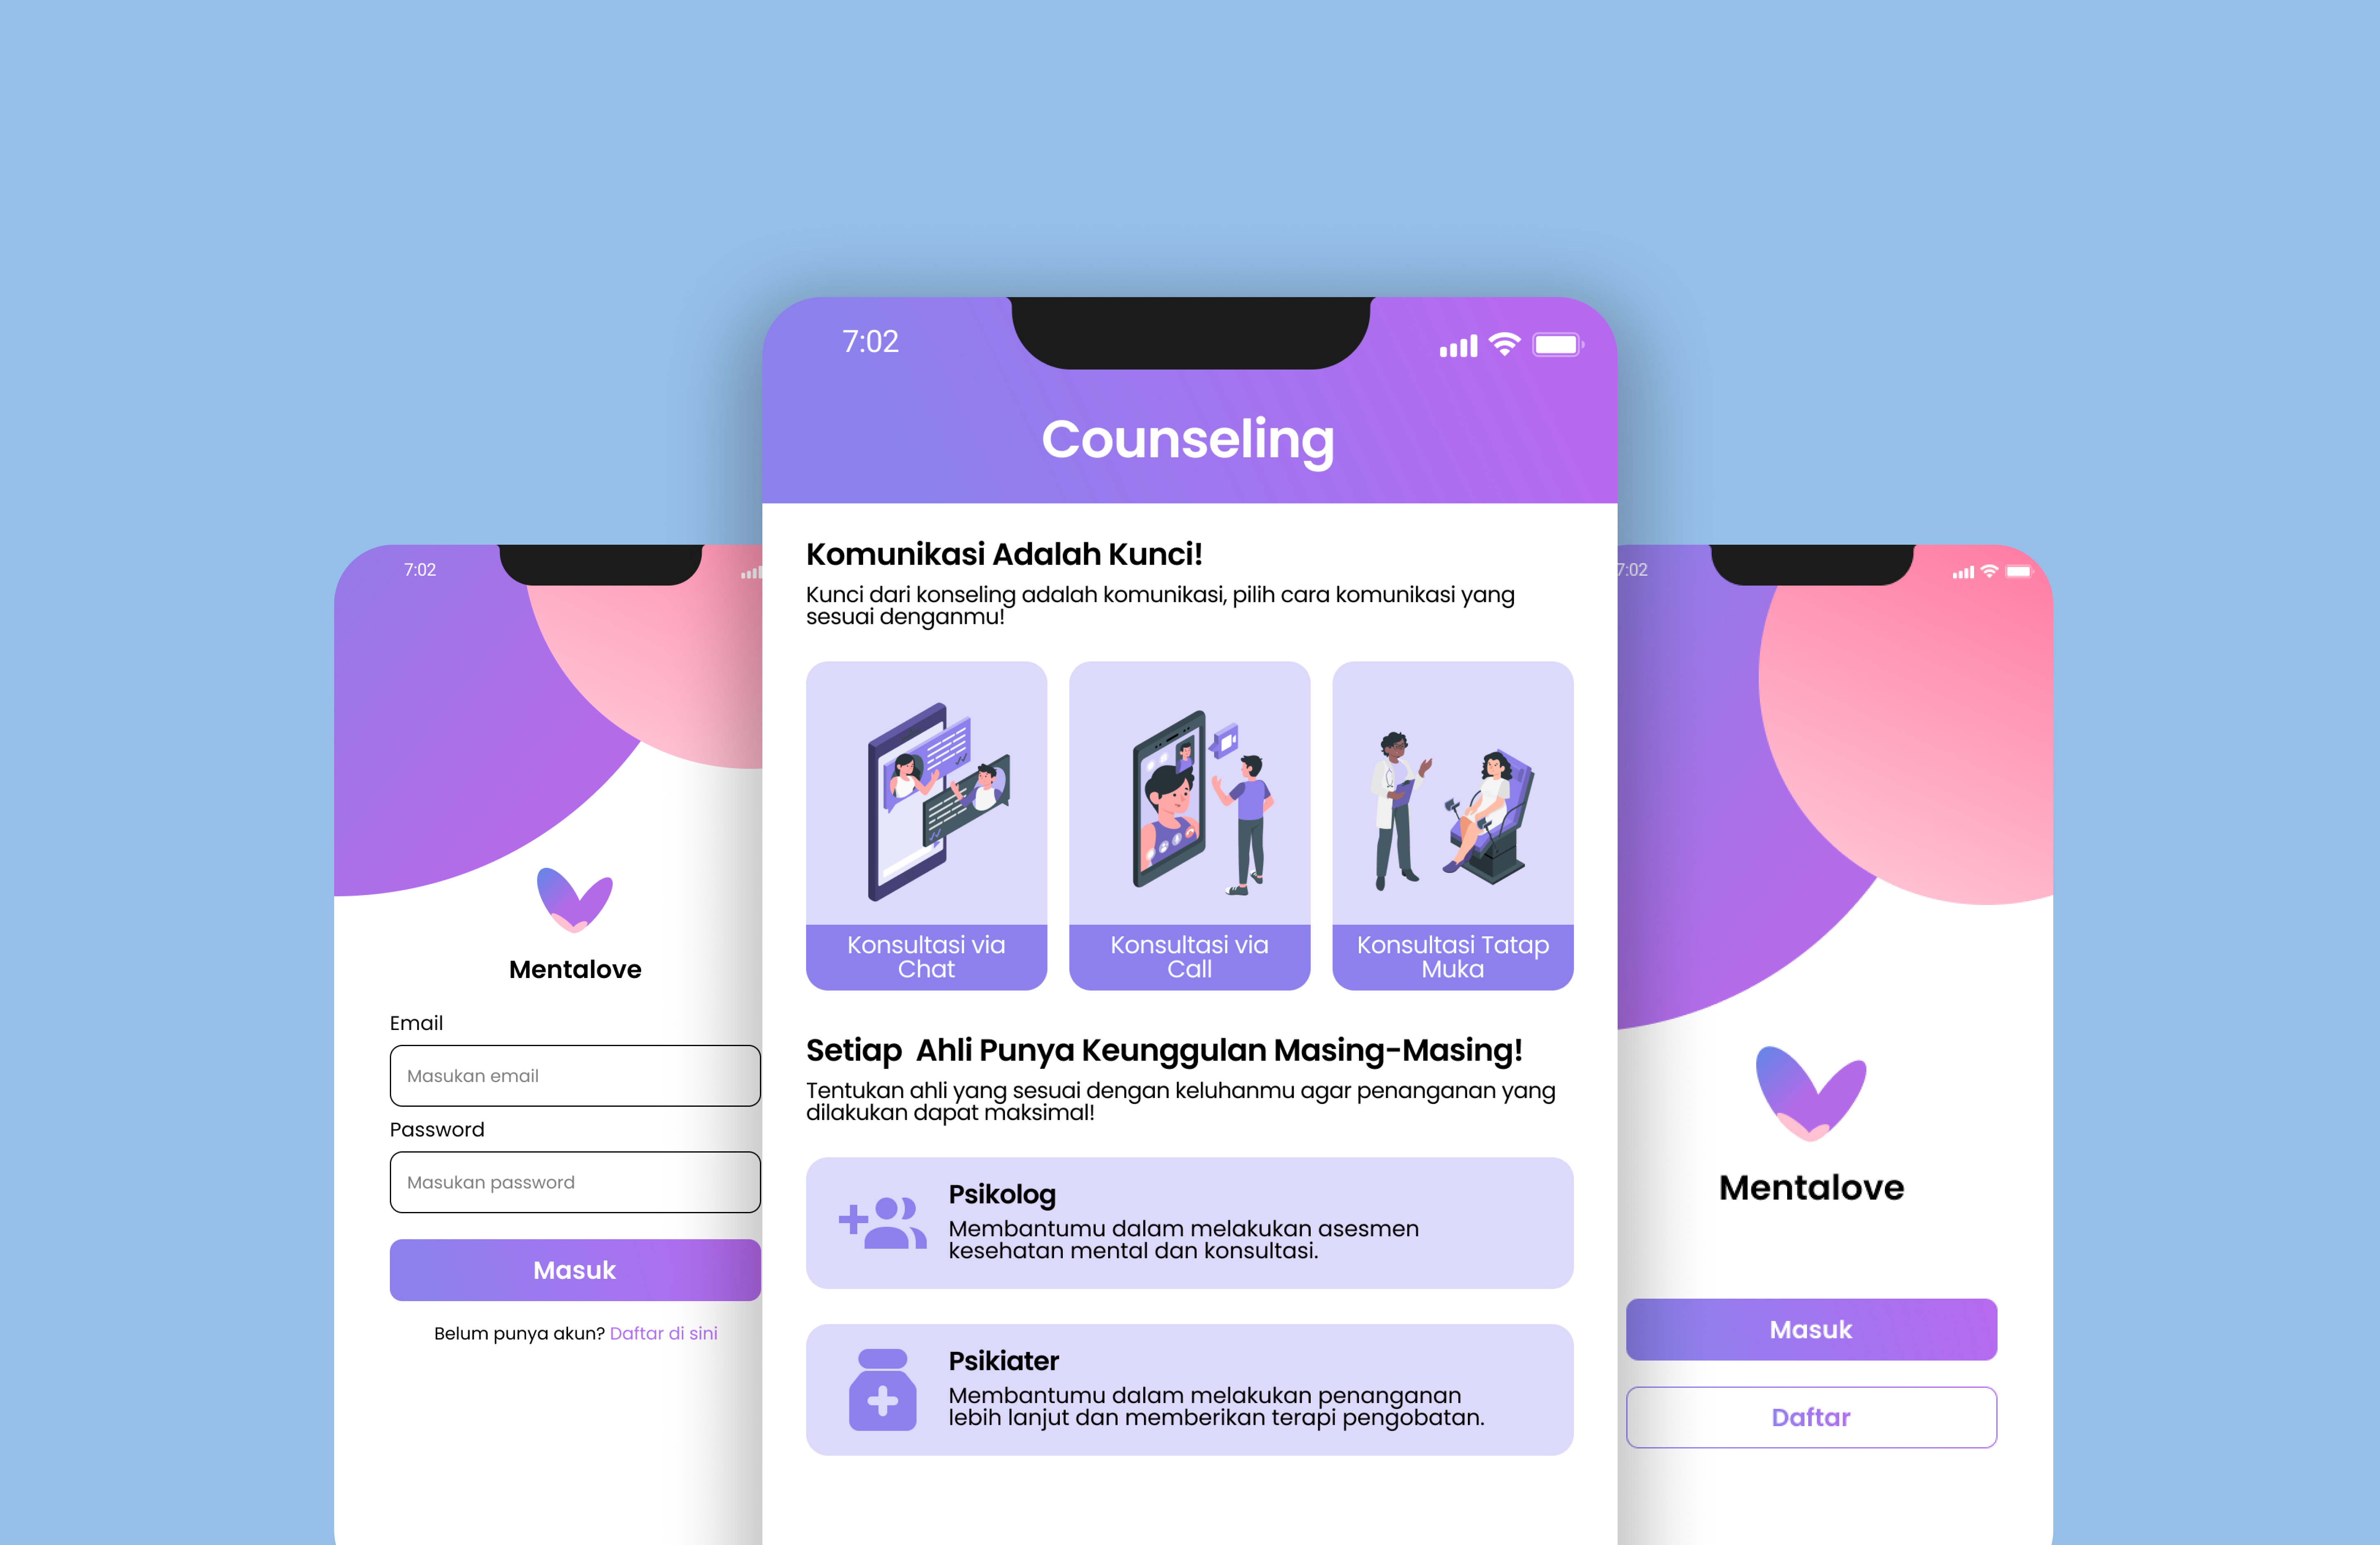 7:02
Counseling
Komunikasi Adalah Kunci!
Kunci dari konseling adalah komunikasi, pilih cara komunikasi yang
sesuai denganmu!
Konsultasi via
Chat
Konsultasi via
Call
Konsultasi Tatap
Muka
Setiap Ahli Punya Keunggulan Masing-Masing!
Tentukan ahli yang sesuai dengan keluhanmu agar penanganan yang
dilakukan dapat maksimal!
Psikolog
Membantumu dalam melakukan asesmen
kesehatan mental dan konsultasi.
Psikiater
Membantumu dalam melakukan penanganan
lebih lanjut dan memberikan terapi pengobatan.
7:02
Mentalove
Email
Masukan email
Password
Masukan password
Masuk
Belum punya akun? Daftar di sini
7:02
Mentalove
Masuk
Daftar